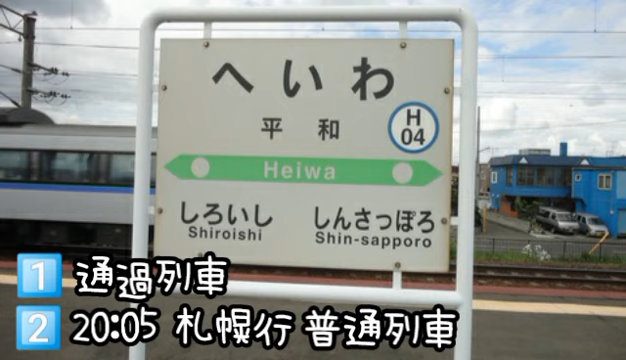 へいわ
平和
H
04
Heiwa
しろいし しんさっぽろ
Shiroishi Shin-sapporo
1 通過列車
2 20:05 札幌行 普通列車